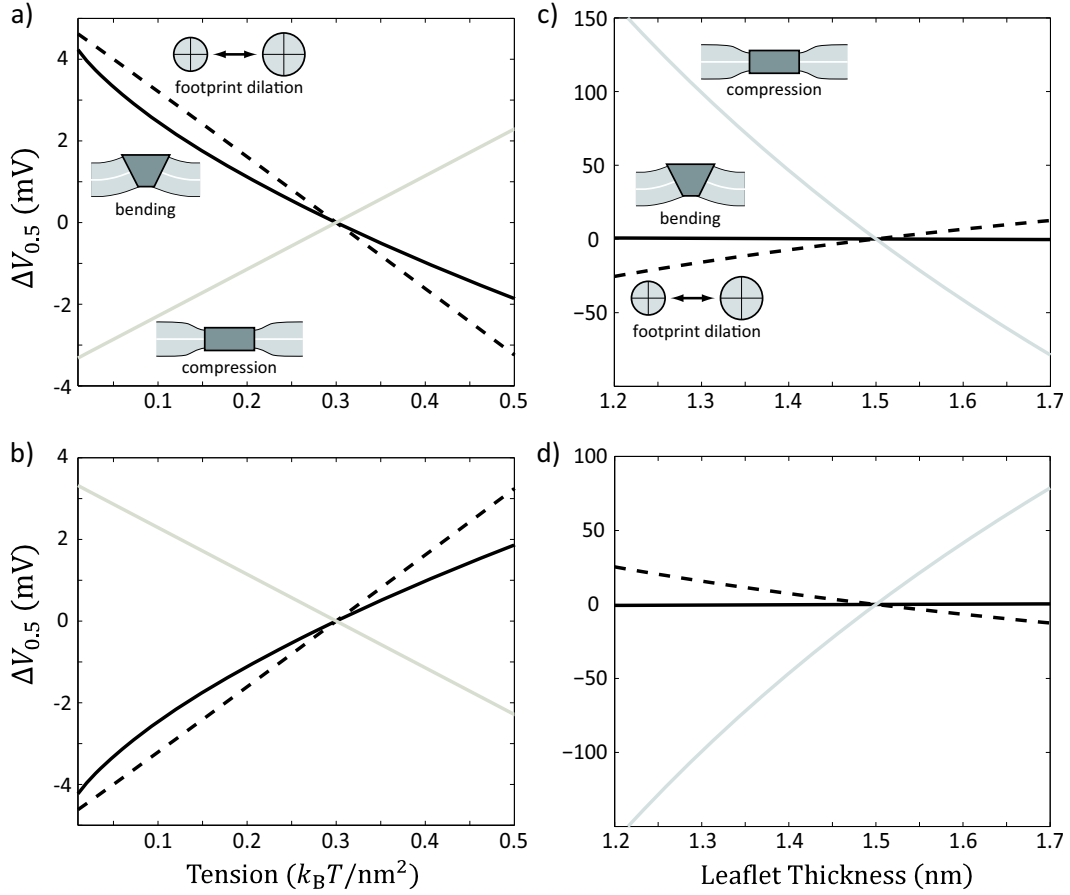 a)
4
2
0
-2
-4
ΔV0.5 (mV)
footprint dilation
bending
compression
0.1 0.2 0.3 0.4 0.5
c)
150
100
50
0
−50
compression
bending
footprint dilation
1.2 1.3 1.4 1.5 1.6 1.7
b)
4
2
0
-2
-4
ΔV0.5 (mV)
0.1 0.2 0.3 0.4 0.5
Tension (kBT/nm²)
d)
100
50
0
−50
−100
1.2 1.3 1.4 1.5 1.6 1.7
Leaflet Thickness (nm)